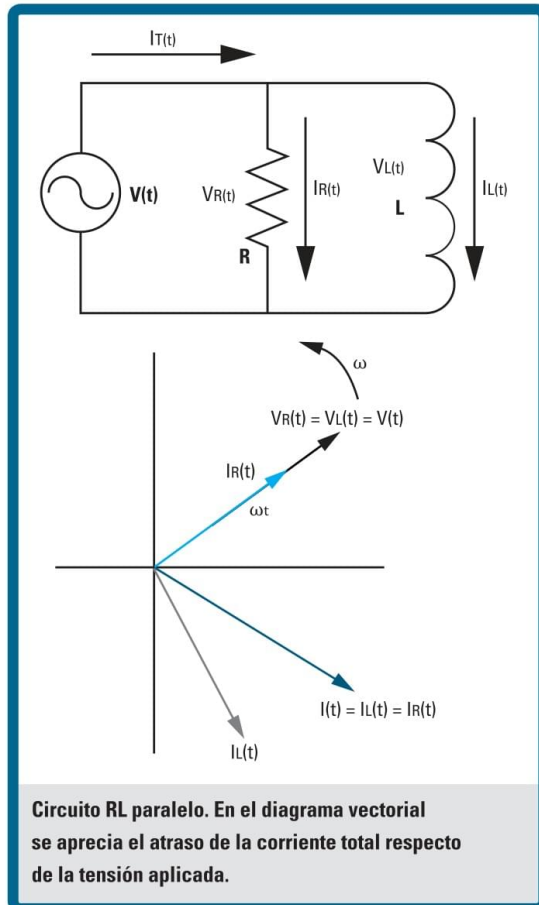 IT(t)
V(t)
VR(t)
R
IR(t)
VL(t)
L
IL(t)
ω
VR(t) = VL(t) = V(t)
IR(t)
ωt
I(t) = IL(t) = IR(t)
IL(t)
Circuito RL paralelo. En el diagrama vectorial
se aprecia el atraso de la corriente total respecto
de la tensión aplicada.